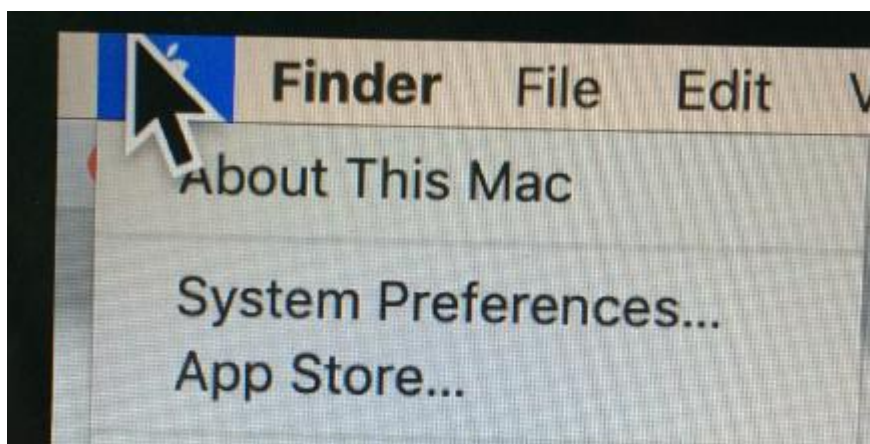 Finder File Edit V
About This Mac
System Preferences...
App Store...